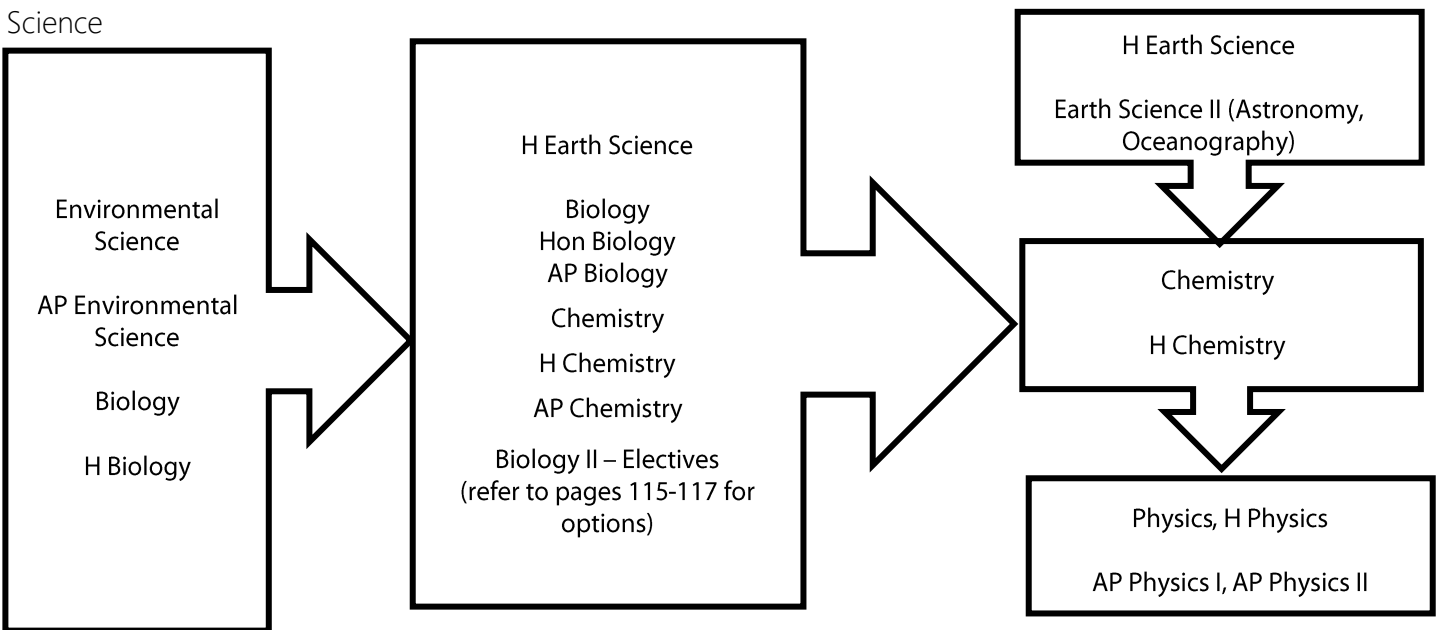 Science
Environmental
Science
AP Environmental
Science
Biology
H Biology
H Earth Science
Biology
Hon Biology
AP Biology
Chemistry
H Chemistry
AP Chemistry
Biology II – Electives
(refer to pages 115-117 for
options)
H Earth Science
Earth Science II (Astronomy,
Oceanography)
Chemistry
H Chemistry
Physics, H Physics
AP Physics I, AP Physics II